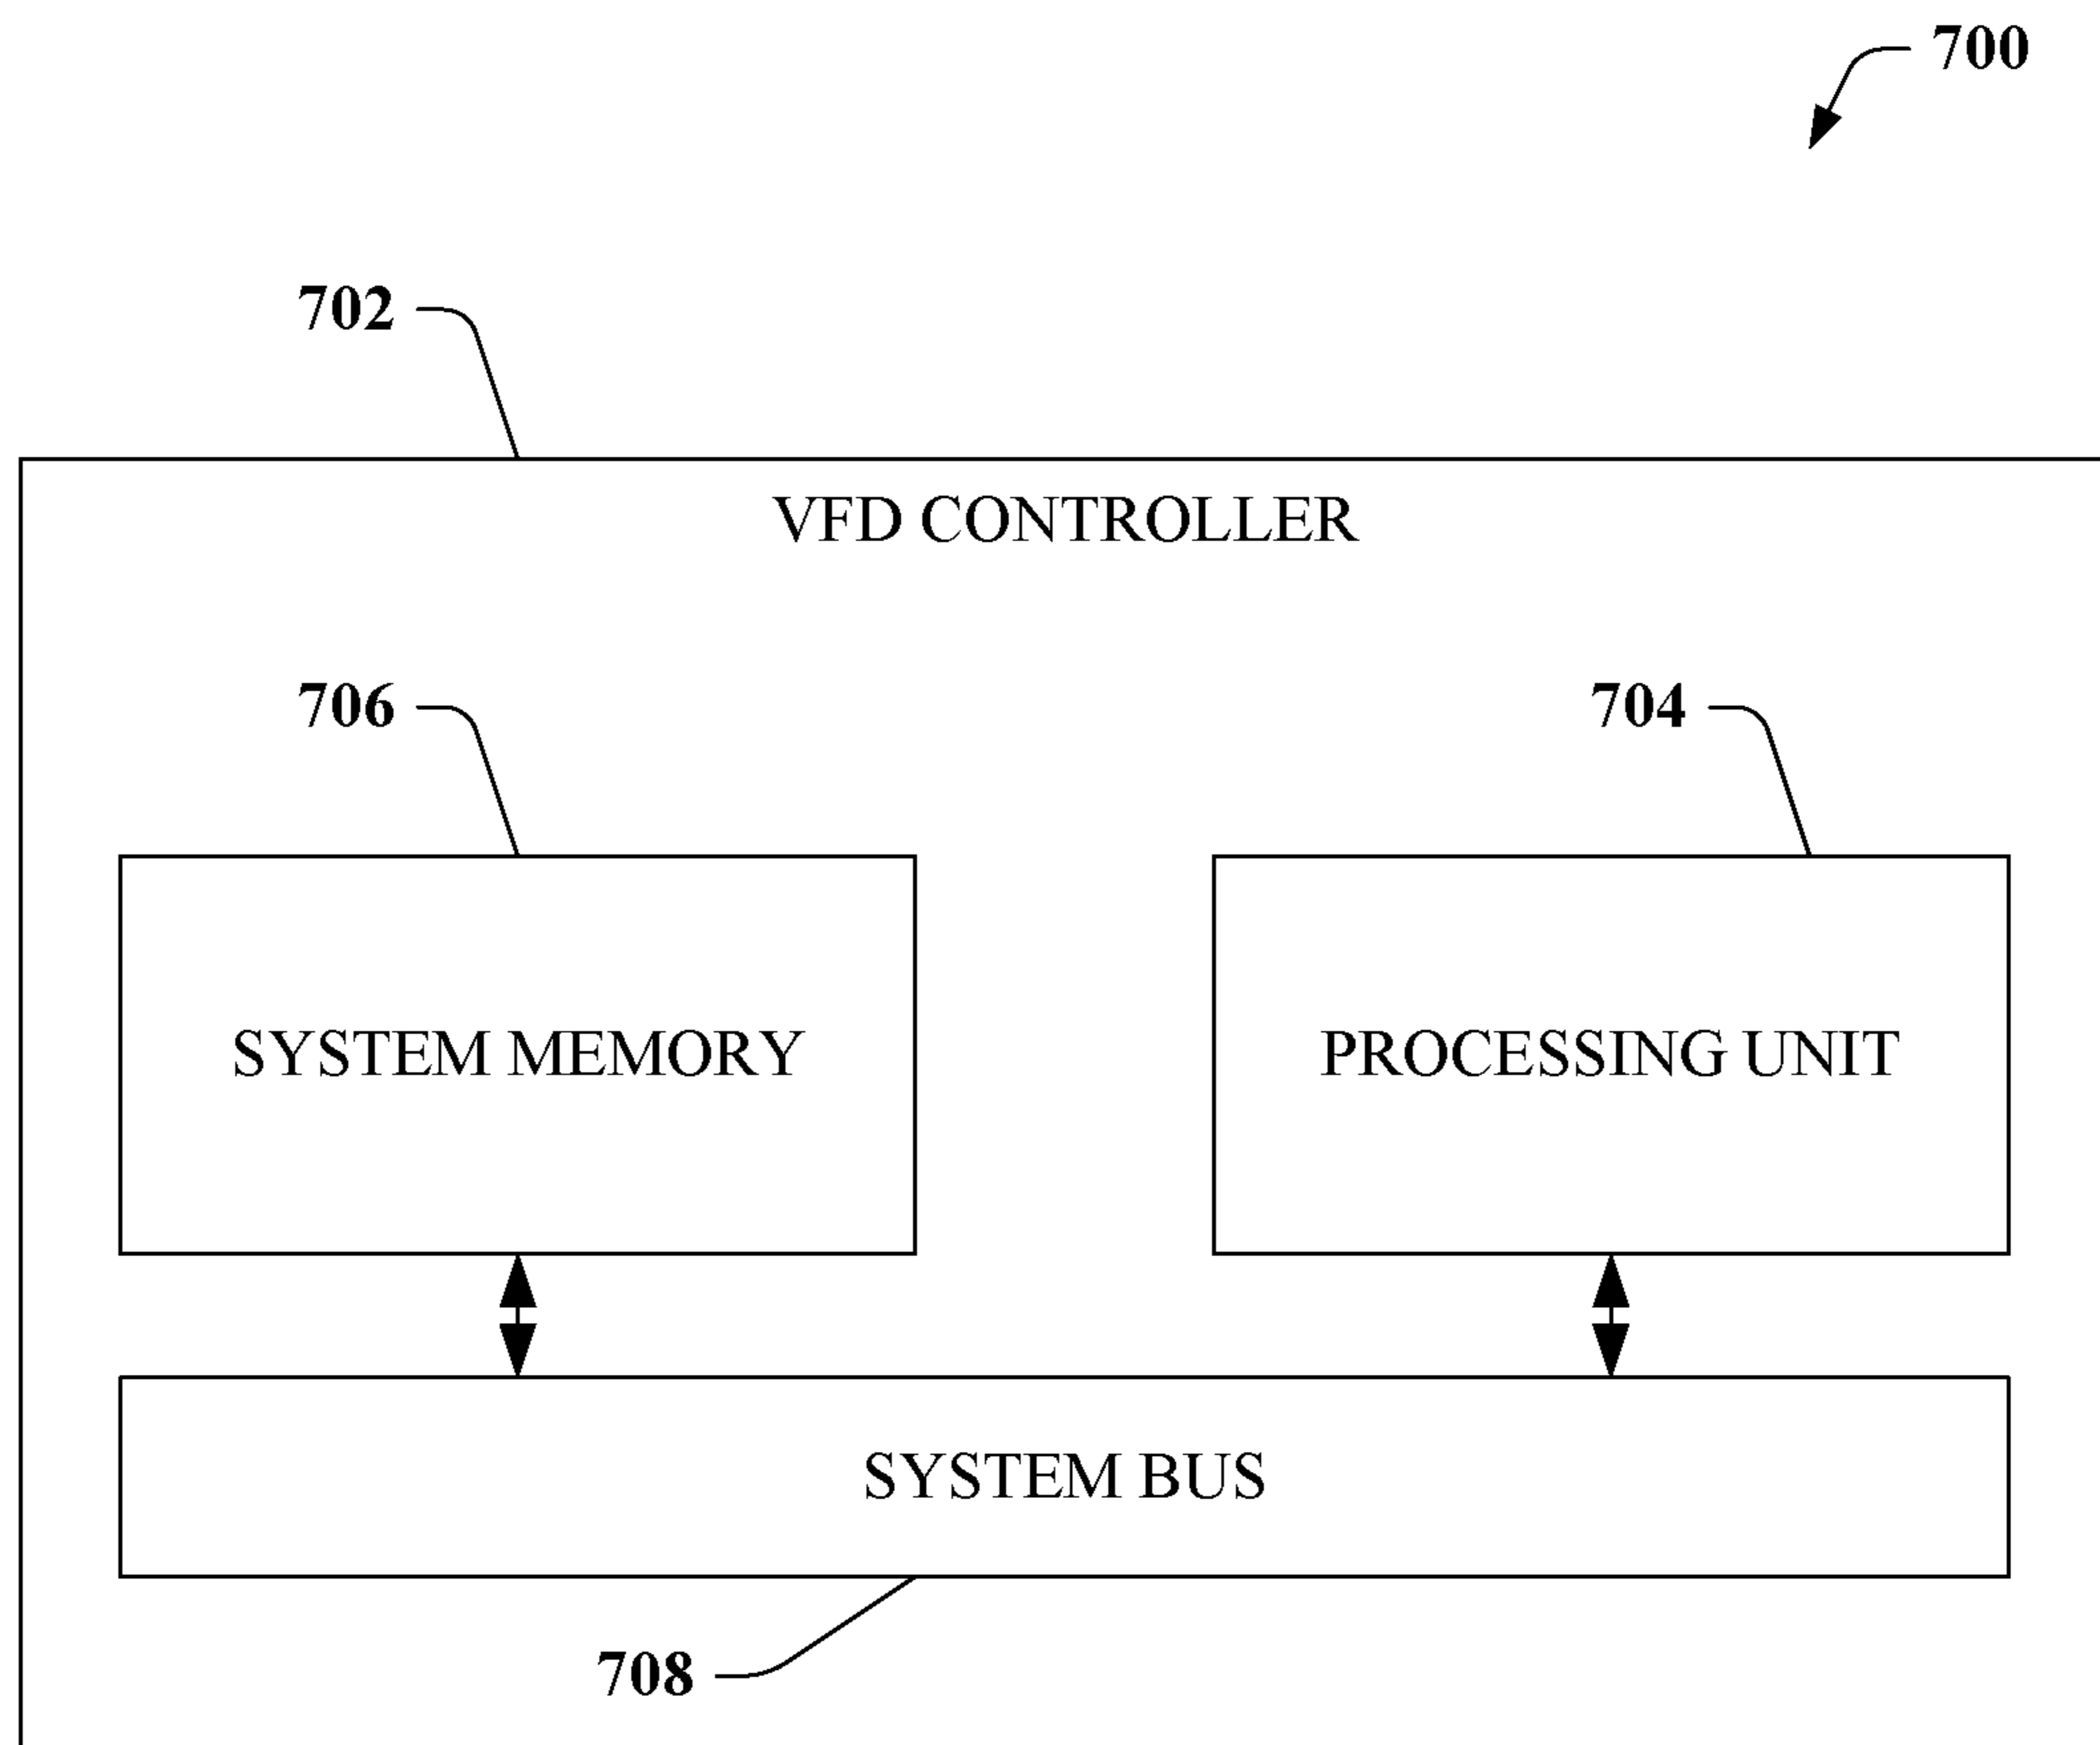 700
702
VFD CONTROLLER
706
704
SYSTEM MEMORY
PROCESSING UNIT
SYSTEM BUS
708